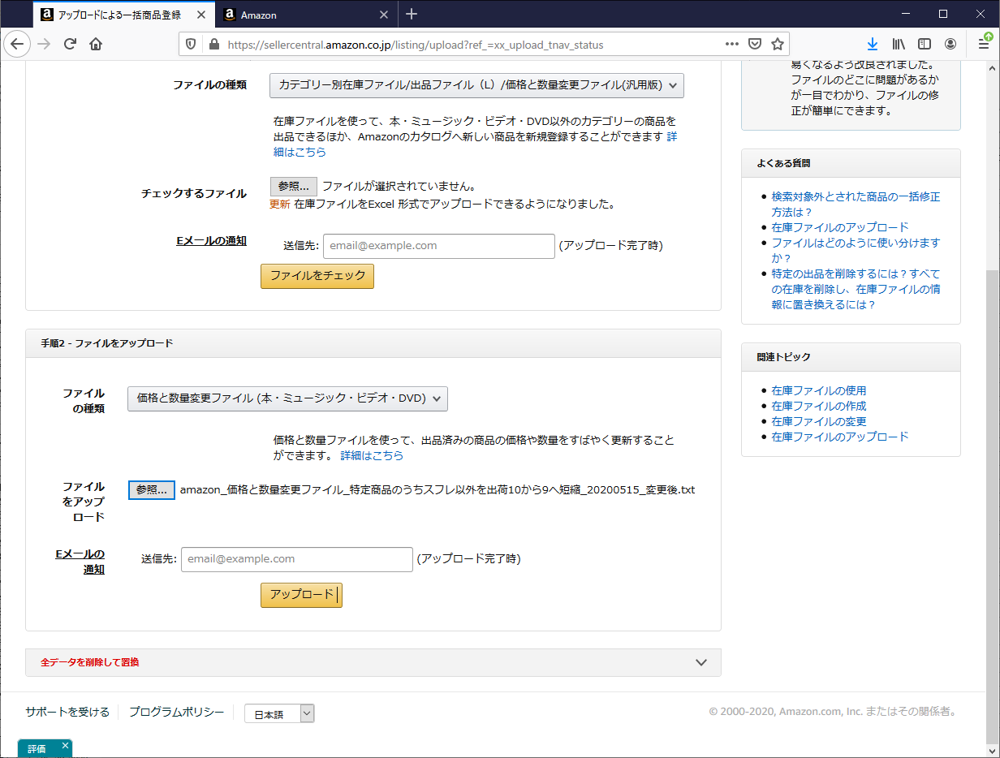 アップロードによる一括商品登録
Amazon
https://sellercentral.amazon.co.jp/listing/upload?ref_=xx_upload_tnav_status
ファイルの種類
カテゴリー別在庫ファイル/出品ファイル（L）/価格と数量変更ファイル(汎用版)
在庫ファイルを使って、本・ミュージック・ビデオ・DVD以外のカテゴリーの商品を
出品できるほか、Amazonのカタログへ新しい商品を新規登録することができます 詳
細はこちら
チェックするファイル
参照... ファイルが選択されていません。
更新 在庫ファイルをExcel 形式でアップロードできるようになりました。
Eメールの通知
送信先: email@example.com (アップロード完了時)
ファイルをチェック
手順2 - ファイルをアップロード
ファイル
の種類
価格と数量変更ファイル (本・ミュージック・ビデオ・DVD)
価格と数量ファイルを使って、出品済みの商品の価格や数量をすばやく更新すること
ができます。 詳細はこちら
ファイル
をアップ
ロード
参照... amazon_価格と数量変更ファイル_特定商品のうちスフレ以外を出荷10から9へ短縮_20200515_変更後.txt
Eメールの
通知
送信先: email@example.com (アップロード完了時)
アップロード
全データを削除して置換
易くなるよう改良されました。
ファイルのどこに問題があるか
が一目でわかり、ファイルの修
正が簡単にできます。
よくある質問
検索対象外とされた商品の一括修正
方法は？
在庫ファイルのアップロード
ファイルはどのように使い分けます
か？
特定の出品を削除するには？すべて
の在庫を削除し、在庫ファイルの情
報に置き換えるには？
関連トピック
在庫ファイルの使用
在庫ファイルの作成
在庫ファイルの変更
在庫ファイルのアップロード
サポートを受ける
プログラムポリシー
日本語
© 2000-2020, Amazon.com, Inc. またはその関係者。
評価